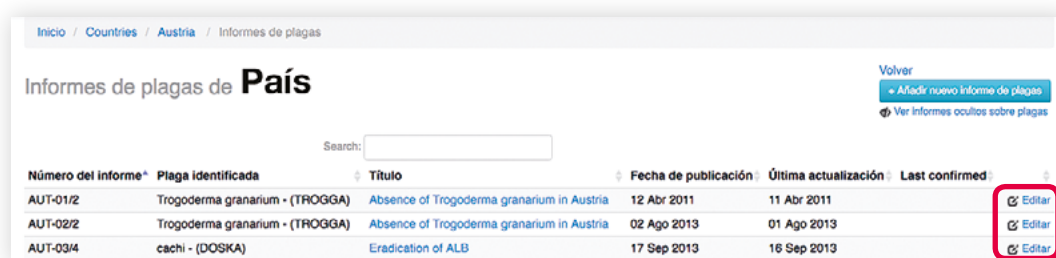 Inicio / Countries / Austria / Informes de plagas
Informes de plagas de País
Volver
+ Añadir nuevo informe de plagas
Ver informes ocultos sobre plagas
Search:
Número del informe Plaga identificada Título Fecha de publicación Última actualización Last confirmed
AUT-01/2 Trogoderma granarium - (TROGGA) Absence of Trogoderma granarium in Austria 12 Abr 2011 11 Abr 2011 Editar
AUT-02/2 Trogoderma granarium - (TROGGA) Absence of Trogoderma granarium in Austria 02 Ago 2013 01 Ago 2013 Editar
AUT-03/4 cachi - (DOSKA) Eradication of ALB 17 Sep 2013 16 Sep 2013 Editar